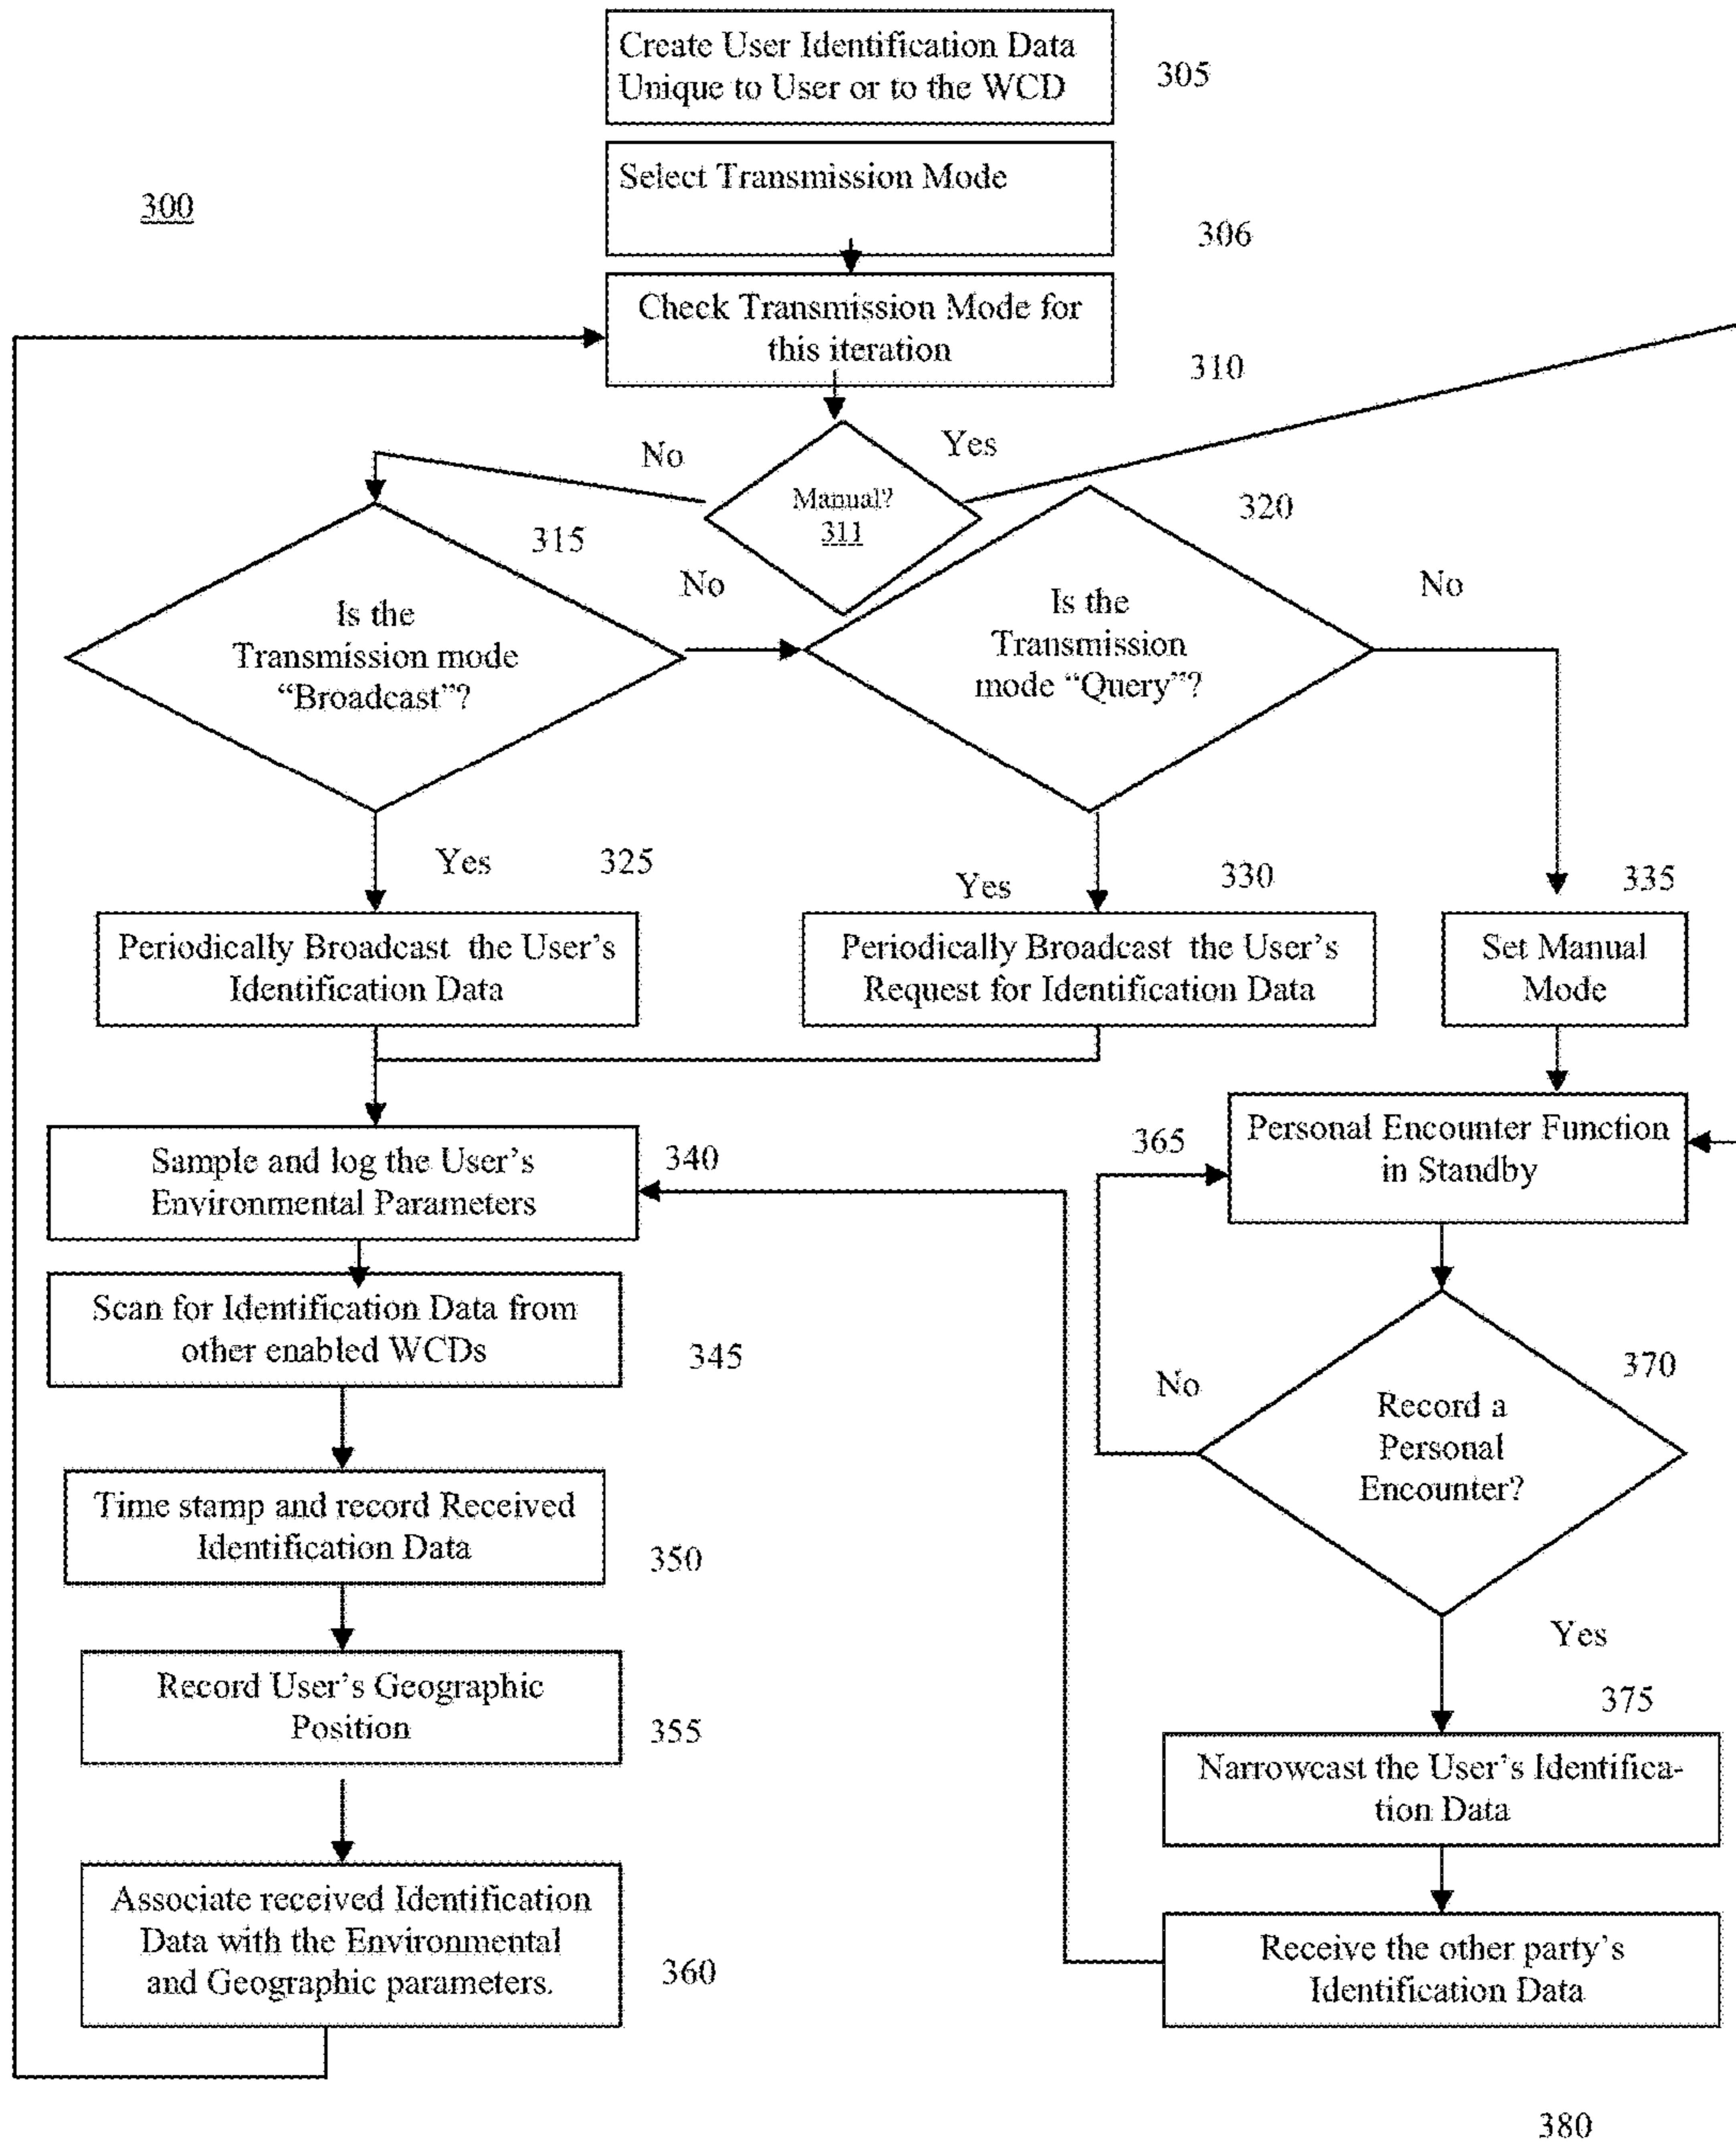 Create User Identification Data
Unique to User or to the WCD
305
Select Transmission Mode
300
306
Check Transmission Mode for
this iteration
310
No
Yes
Manual?
311
315
320
No
No
Is the
Transmission mode
“Broadcast”?
Is the
Transmission
mode “Query”?
Yes
325
Yes
330
335
Periodically Broadcast the User’s
Identification Data
Periodically Broadcast the User’s
Request for Identification Data
Set Manual
Mode
Sample and log the User’s
Environmental Parameters
340
365
Personal Encounter Function
in Standby
Scan for Identification Data from
other enabled WCDs
345
No
370
Record a
Personal
Encounter?
Time stamp and record Received
Identification Data
350
Yes
Record User’s Geographic
Position
355
375
Narrowcast the User’s Identifica-
tion Data
Associate received Identification
Data with the Environmental
and Geographic parameters.
360
Receive the other party’s
Identification Data
380